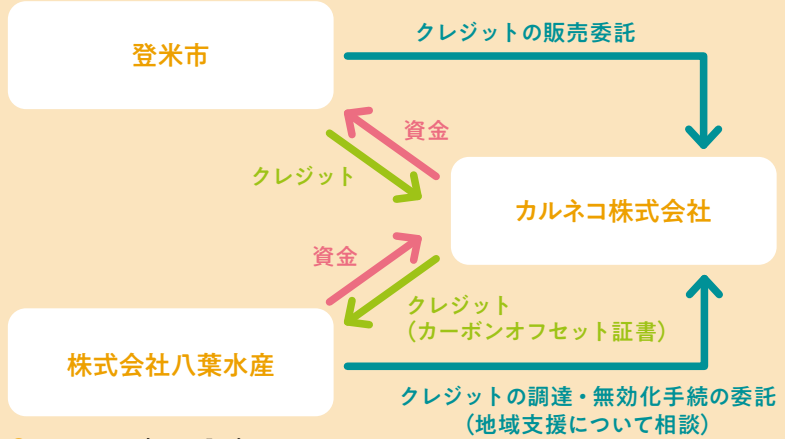 登米市
クレジットの販売委託
資金
クレジット
カルネコ株式会社
資金
クレジット
（カーボンオフセット証書）
株式会社八葉水産
クレジットの調達・無効化手続の委託
（地域支援について相談）